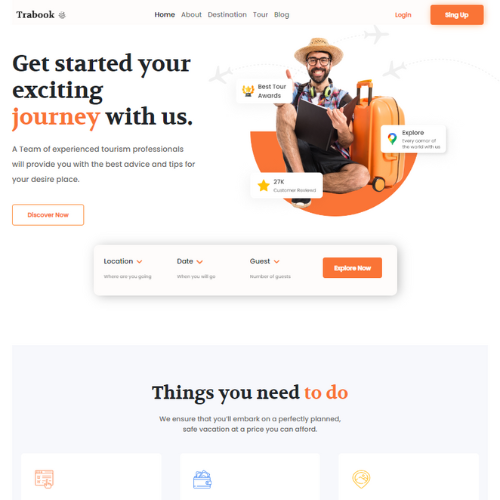 Trabook
Home About Destination Tour Blog
Login
Sing Up
Get started your
exciting
journey with us.
A Team of experienced tourism professionals
will provide you with the best advice and tips for
your desire place.
Discover Now
Best Tour
Awards
Explore
Every corner of
the world with us
27K
Customer Reviewd
Location
Where are you going
Date
When you will go
Guest
Number of guests
Explore Now
Things you need to do
We ensure that you'll embark on a perfectly planned,
safe vacation at a price you can afford.